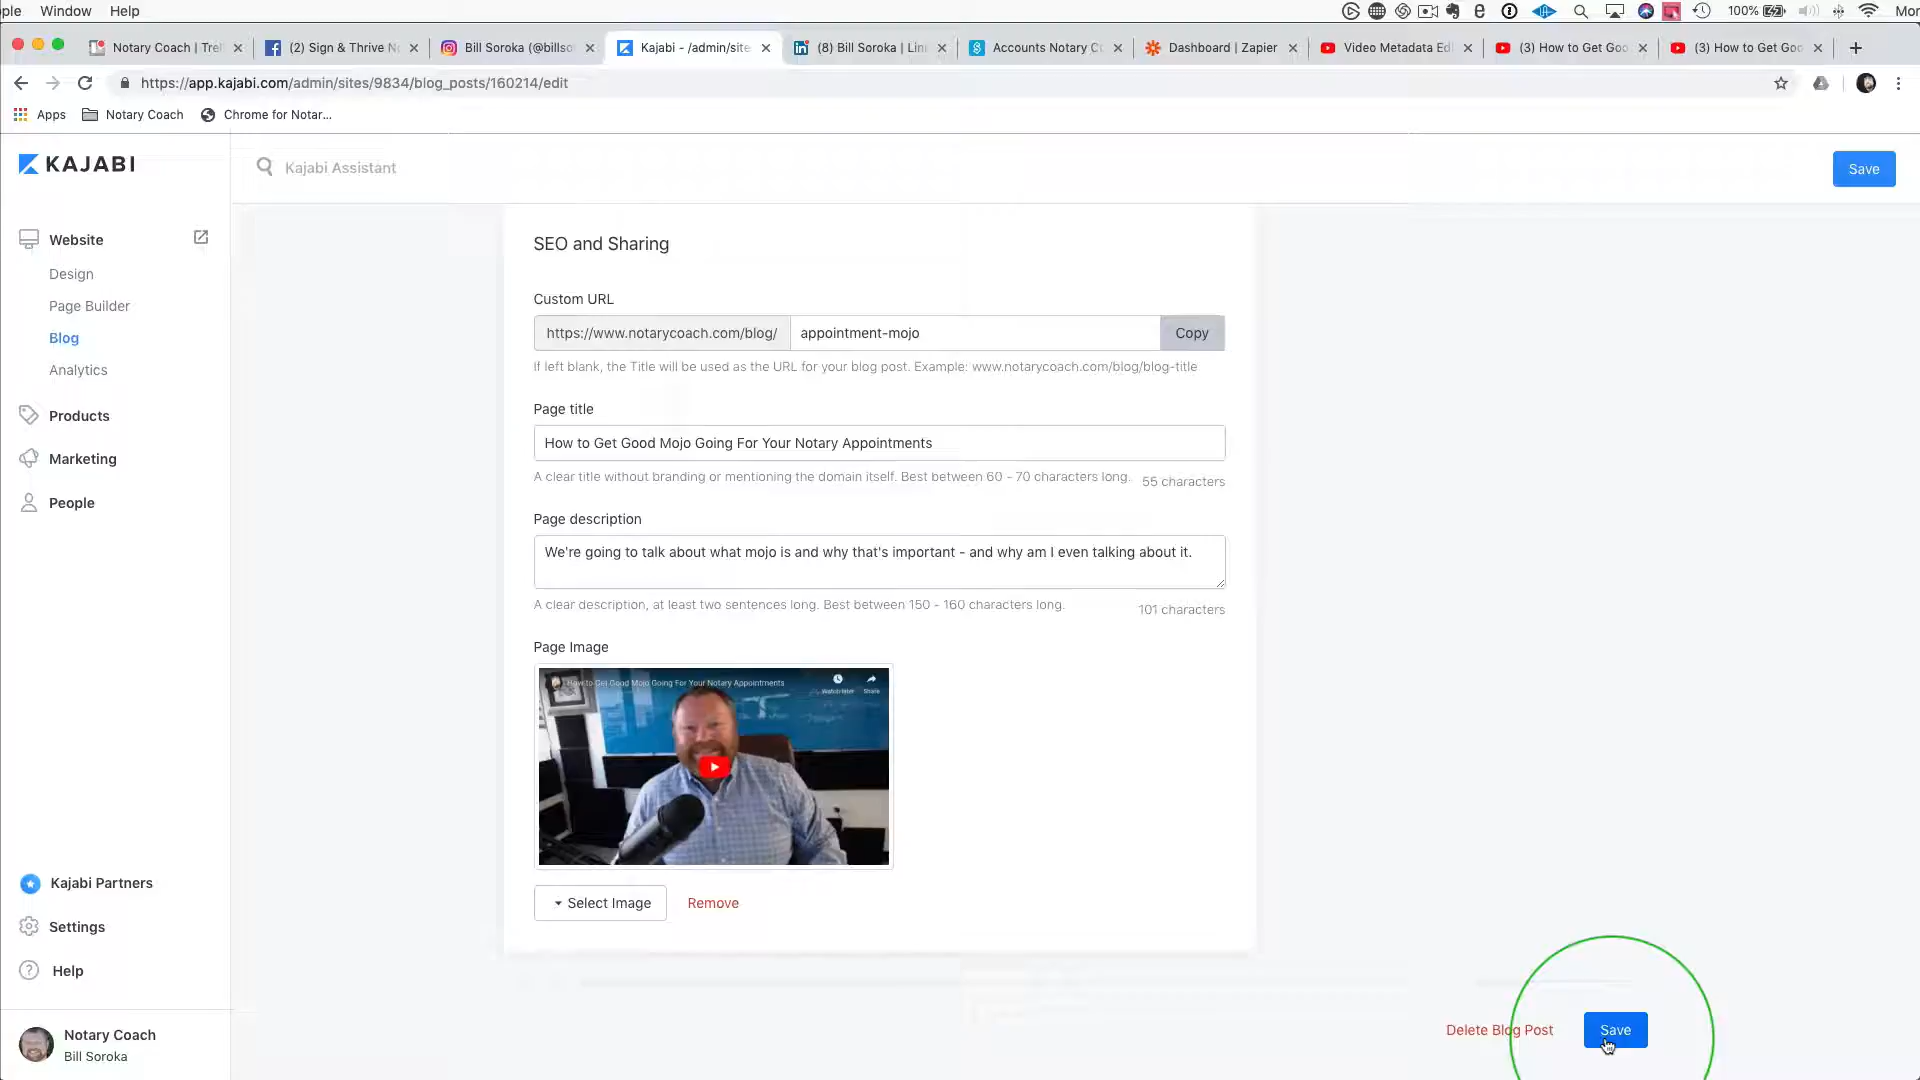 ple Window Help
100%
Mor
Notary Coach | Trel
(2) Sign & Thrive N
Bill Soroka (@billso
Kajabi - /admin/site
(8) Bill Soroka | Lin
Accounts Notary C
Dashboard | Zapier
Video Metadata Edi
(3) How to Get Goo
(3) How to Get Goo
https://app.kajabi.com/admin/sites/9834/blog_posts/160214/edit
Apps
Notary Coach
Chrome for Notar...
KAJABI
Kajabi Assistant
Save
Website
Design
Page Builder
Blog
Analytics
Products
Marketing
People
Kajabi Partners
Settings
Help
Notary Coach
Bill Soroka
SEO and Sharing
Custom URL
https://www.notarycoach.com/blog/
appointment-mojo
Copy
If left blank, the Title will be used as the URL for your blog post. Example: www.notarycoach.com/blog/blog-title
Page title
How to Get Good Mojo Going For Your Notary Appointments
A clear title without branding or mentioning the domain itself. Best between 60 - 70 characters long.
55 characters
Page description
We're going to talk about what mojo is and why that's important - and why am I even talking about it.
A clear description, at least two sentences long. Best between 150 - 160 characters long.
101 characters
Page Image
How to Get Good Mojo Going For Your Notary Appointments
Watch later
Share
Select Image
Remove
Delete Blog Post
Save